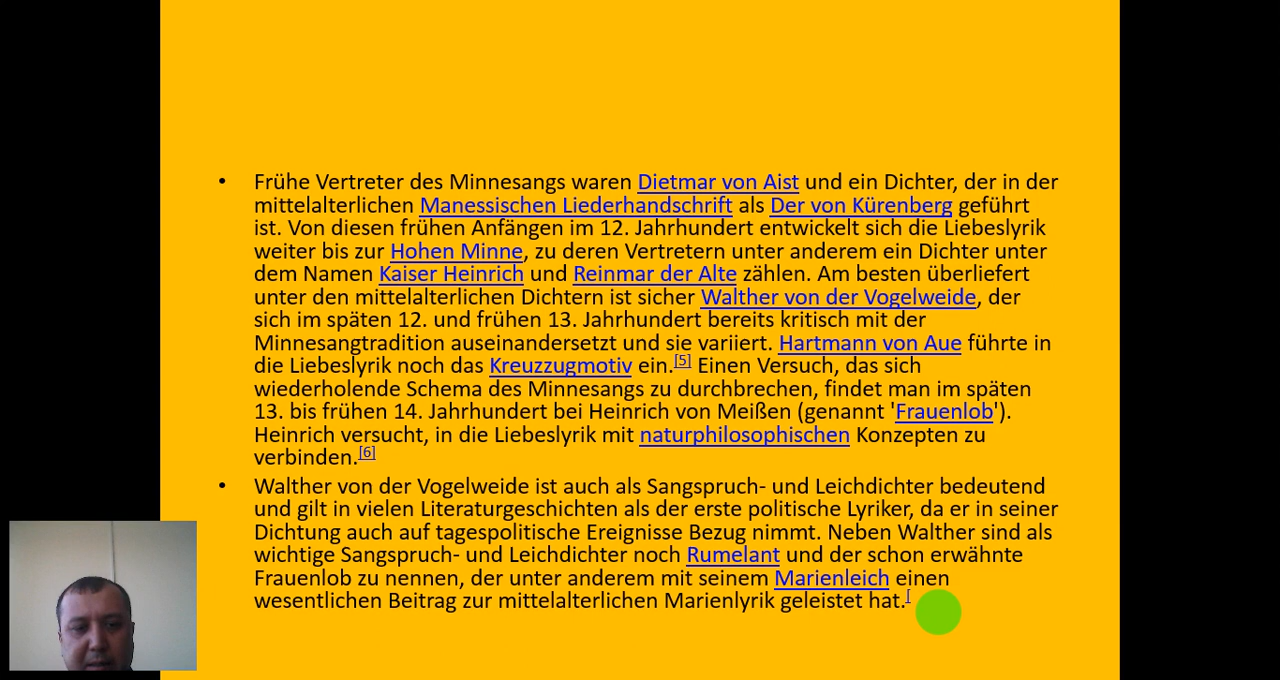 • Frühe Vertreter des Minnesangs waren Dietmar von Aist und ein Dichter, der in der
mittelalterlichen Manessischen Liederhandschrift als Der von Kürenberg geführt
ist. Von diesen frühen Anfängen im 12. Jahrhundert entwickelt sich die Liebeslyrik
weiter bis zur Hohen Minne, zu deren Vertretern unter anderem ein Dichter unter
dem Namen Kaiser Heinrich und Reinmar der Alte zählen. Am besten überliefert
unter den mittelalterlichen Dichtern ist sicher Walther von der Vogelweide, der
sich im späten 12. und frühen 13. Jahrhundert bereits kritisch mit der
Minnesangtradition auseinandersetzt und sie variiert. Hartmann von Aue führte in
die Liebeslyrik noch das Kreuzzugmotiv ein.[5] Einen Versuch, das sich
wiederholende Schema des Minnesangs zu durchbrechen, findet man im späten
13. bis frühen 14. Jahrhundert bei Heinrich von Meißen (genannt 'Frauenlob').
Heinrich versucht, in die Liebeslyrik mit naturphilosophischen Konzepten zu
verbinden.[6]
• Walther von der Vogelweide ist auch als Sangspruch- und Leichdichter bedeutend
und gilt in vielen Literaturgeschichten als der erste politische Lyriker, da er in seiner
Dichtung auch auf tagespolitische Ereignisse Bezug nimmt. Neben Walther sind als
wichtige Sangspruch- und Leichdichter noch Rumelant und der schon erwähnte
Frauenlob zu nennen, der unter anderem mit seinem Marienleich einen
wesentlichen Beitrag zur mittelalterlichen Marienlyrik geleistet hat.[